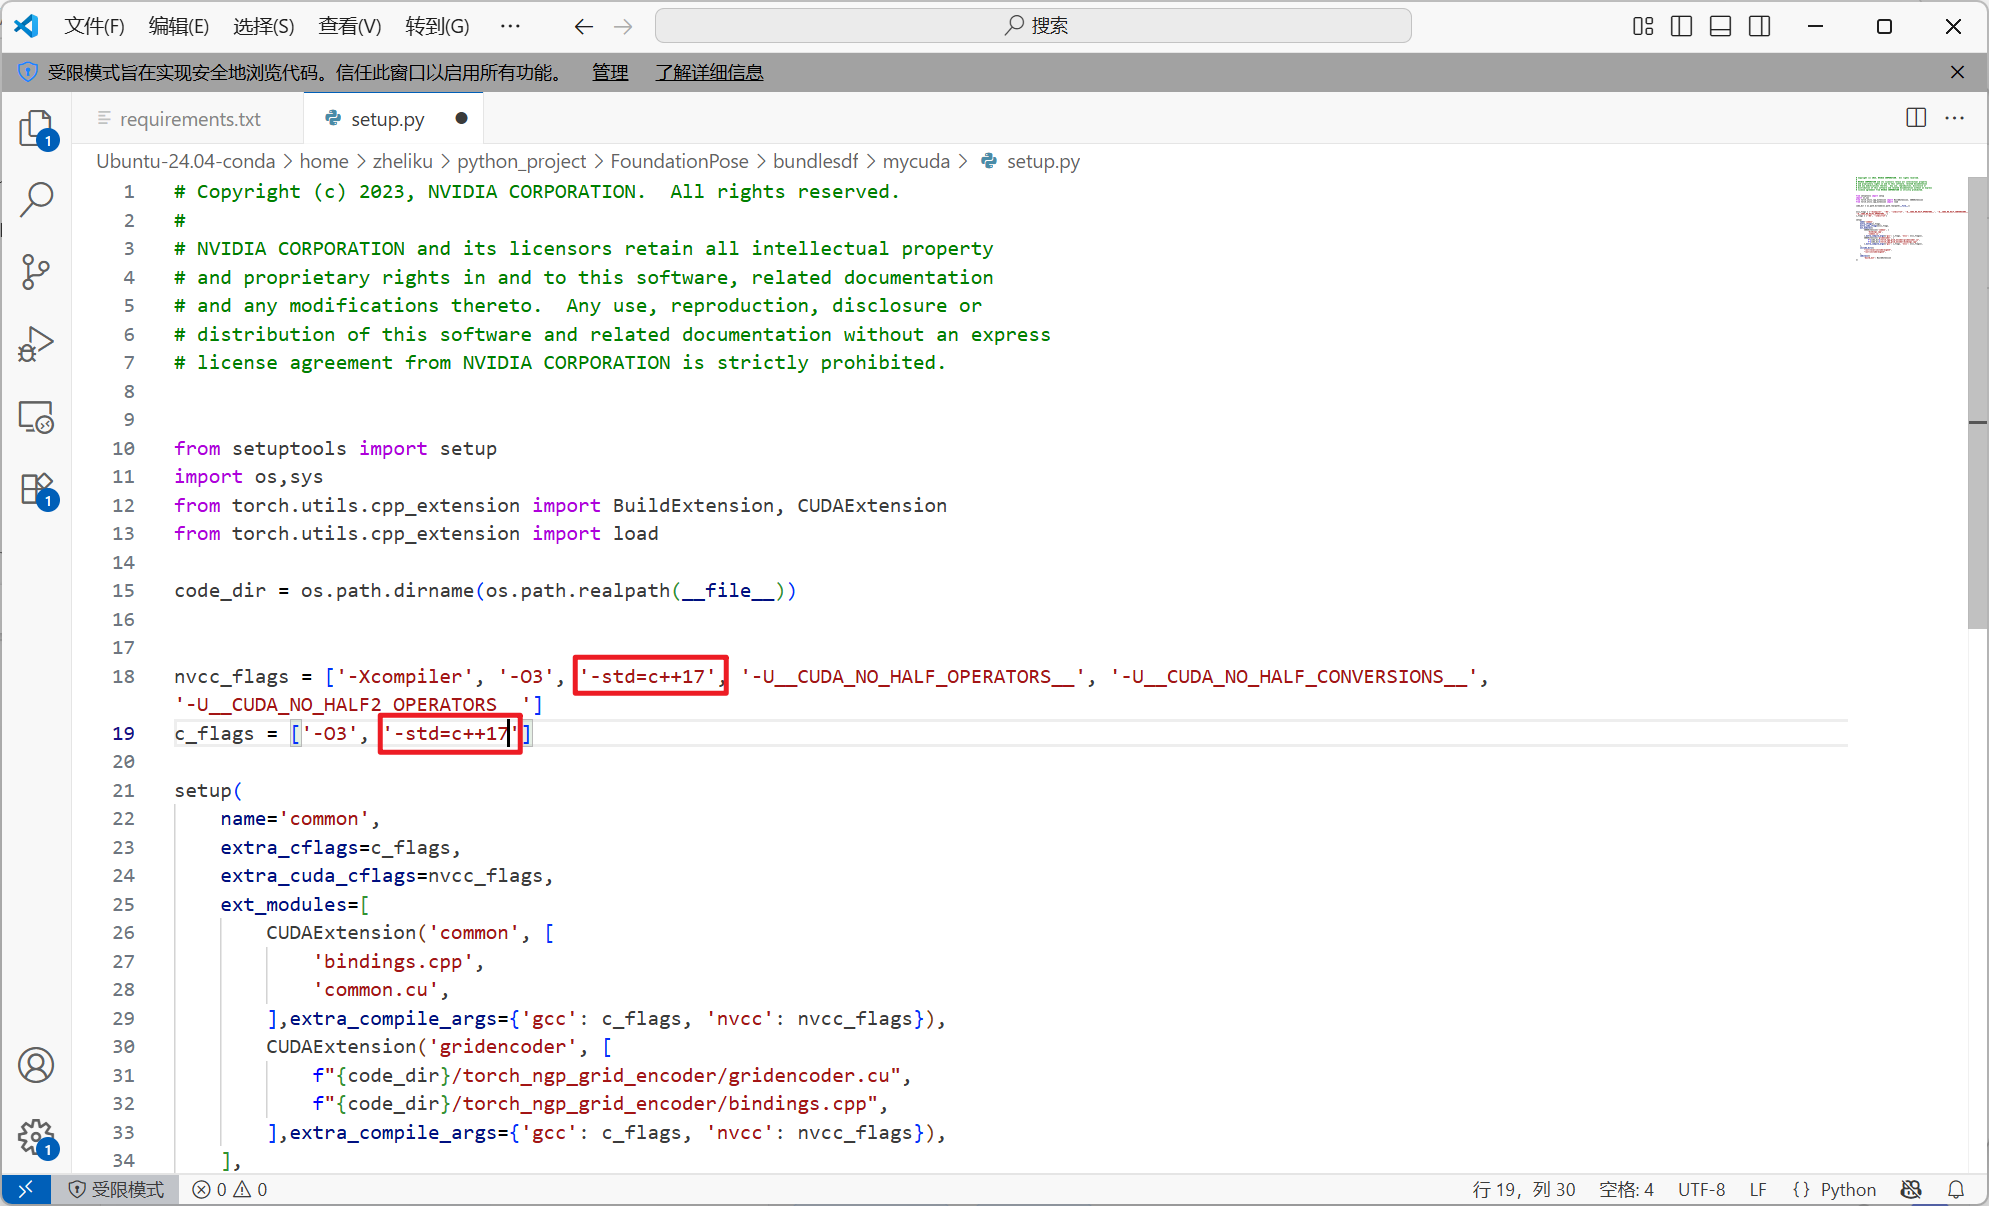 文件(F) 编辑(E) 选择(S) 查看(V) 转到(G) ··· 搜索
受限模式旨在实现安全地浏览代码。信任此窗口以启用所有功能。 管理 了解详细信息
requirements.txt setup.py
Ubuntu-24.04-conda > home > zheliku > python_project > FoundationPose > bundlesdf > mycuda > setup.py
1 # Copyright (c) 2023, NVIDIA CORPORATION.  All rights reserved.
2 #
3 # NVIDIA CORPORATION and its licensors retain all intellectual property
4 # and proprietary rights in and to this software, related documentation
5 # and any modifications thereto.  Any use, reproduction, disclosure or
6 # distribution of this software and related documentation without an express
7 # license agreement from NVIDIA CORPORATION is strictly prohibited.
8
9
10 from setuptools import setup
11 import os,sys
12 from torch.utils.cpp_extension import BuildExtension, CUDAExtension
13 from torch.utils.cpp_extension import load
14
15 code_dir = os.path.dirname(os.path.realpath(__file__))
16
17
18 nvcc_flags = ['-Xcompiler', '-O3', '-std=c++17', '-U__CUDA_NO_HALF_OPERATORS__', '-U__CUDA_NO_HALF_CONVERSIONS__',
'-U__CUDA_NO_HALF2_OPERATORS__']
19 c_flags = ['-O3', '-std=c++17']
20
21 setup(
22     name='common',
23     extra_cflags=c_flags,
24     extra_cuda_cflags=nvcc_flags,
25     ext_modules=[
26         CUDAExtension('common', [
27             'bindings.cpp',
28             'common.cu',
29         ],extra_compile_args={'gcc': c_flags, 'nvcc': nvcc_flags}),
30         CUDAExtension('gridencoder', [
31             f"{code_dir}/torch_ngp_grid_encoder/gridencoder.cu",
32             f"{code_dir}/torch_ngp_grid_encoder/bindings.cpp",
33         ],extra_compile_args={'gcc': c_flags, 'nvcc': nvcc_flags}),
34     ],
1
1
1
受限模式 0 0 行 19，列 30 空格: 4 UTF-8 LF {} Python